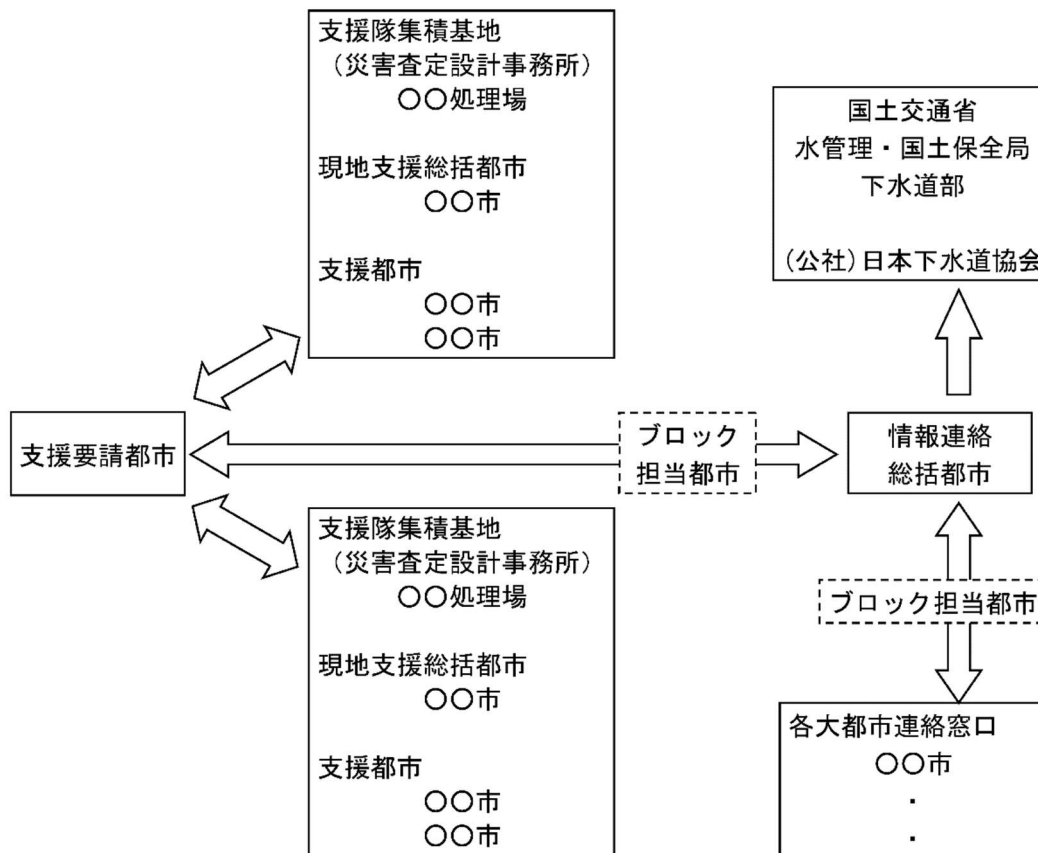 支援隊集積基地
（災害査定設計事務所）
〇〇処理場
現地支援総括都市
〇〇市
支援都市
〇〇市
〇〇市
国土交通省
水管理・国土保全局
下水道部
(公社)日本下水道協会
支援要請都市
ブロック
担当都市
情報連絡
総括都市
支援隊集積基地
（災害査定設計事務所）
〇〇処理場
現地支援総括都市
〇〇市
支援都市
〇〇市
〇〇市
ブロック担当都市
各大都市連絡窓口
〇〇市
・
・